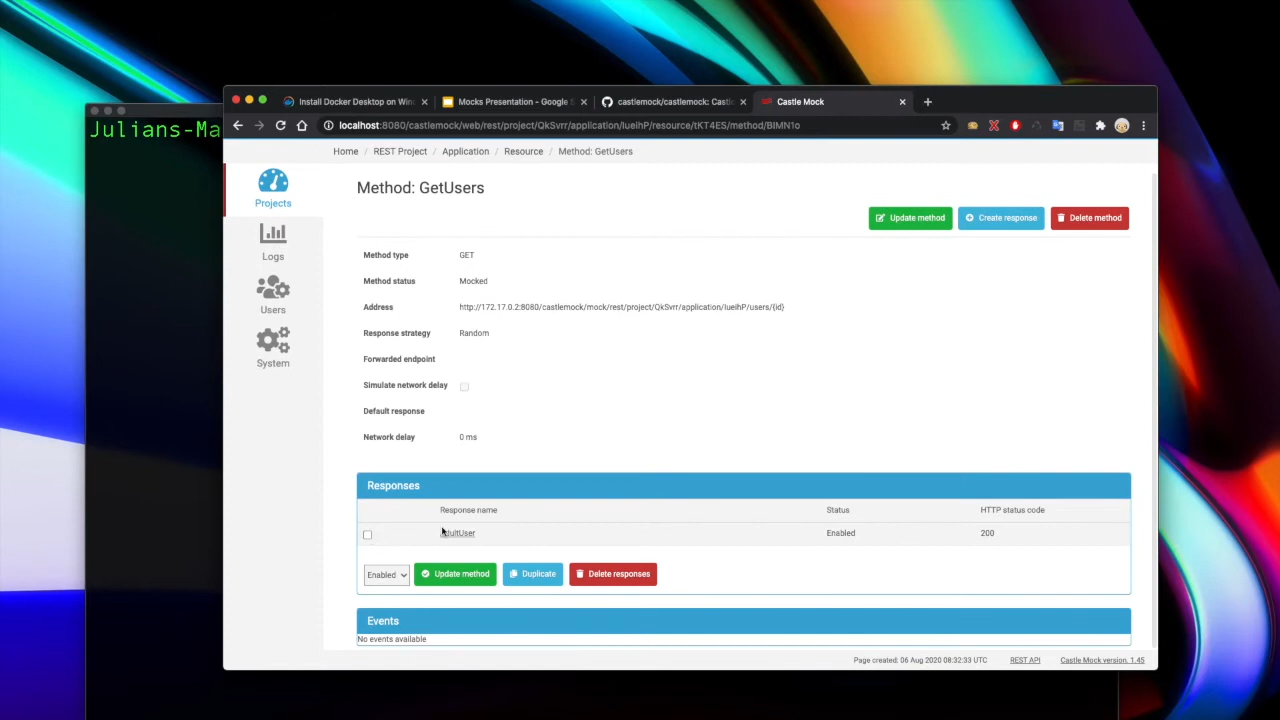 Julians-Ma
Install Docker Desktop on Win
Mocks Presentation - Google S
castlemock/castlemock: Castl
Castle Mock
localhost:8080/castlemock/web/rest/project/QkSvrr/application/IueihP/resource/tKT4ES/method/BIMN1o
Home / REST Project / Application / Resource / Method: GetUsers
Projects
Logs
Users
System
Method: GetUsers
Update method
Create response
Delete method
Method type GET
Method status Mocked
Address http://172.17.0.2:8080/castlemock/mock/rest/project/QkSvrr/application/IueihP/users/{id}
Response strategy Random
Forwarded endpoint
Simulate network delay
Default response
Network delay 0 ms
Responses
Response name Status HTTP status code
AdultUser Enabled 200
Enabled Update method Duplicate Delete responses
Events
No events available
Page created: 06 Aug 2020 08:32:33 UTC REST API Castle Mock version. 1.45